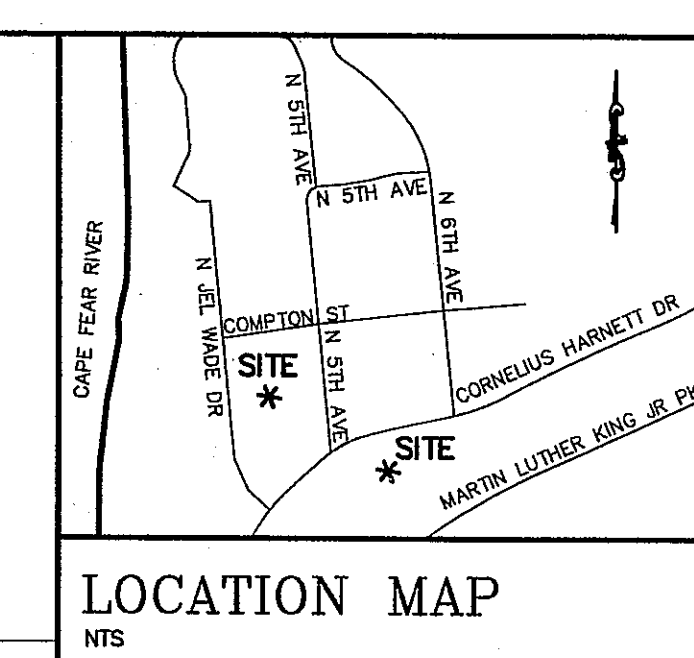 N 5TH AVE
N 5TH AVE
N 6TH AVE
CAPE FEAR RIVER
N JEL WADE DR
COMPTON ST
N 5TH AVE
SITE
CORNELIUS HARNETT DR
SITE
MARTIN LUTHER KING JR PK
LOCATION MAP
NTS